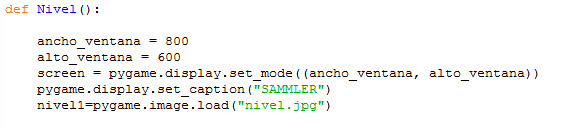 def Nivel():
ancho_ventana = 800
alto_ventana = 600
screen = pygame.display.set_mode((ancho_ventana, alto_ventana))
pygame.display.set_caption("SAMMLER")
nivel1=pygame.image.load("nivel.jpg")